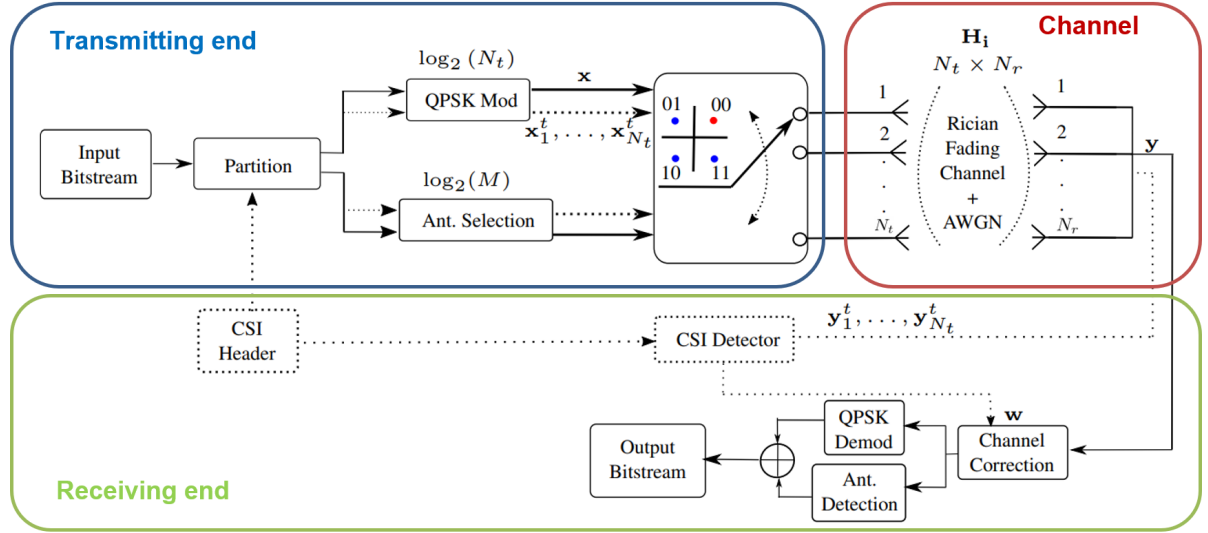 Transmitting end
Channel
log₂ (Nₜ)
QPSK Mod
x
x₁ᵗ, . . . , xᵗ_Nₜ
Input
Bitstream
Partition
log₂(M)
Ant. Selection
01 00
10 11
Hᵢ
Nₜ × Nᵣ
1
2
.
.
Nₜ
Rician
Fading
Channel
+
AWGN
1
2
.
.
Nᵣ
y
CSI
Header
CSI Detector
y₁ᵗ, . . . , yᵗ_Nₜ
w
Channel
Correction
QPSK
Demod
Ant.
Detection
Output
Bitstream
Receiving end